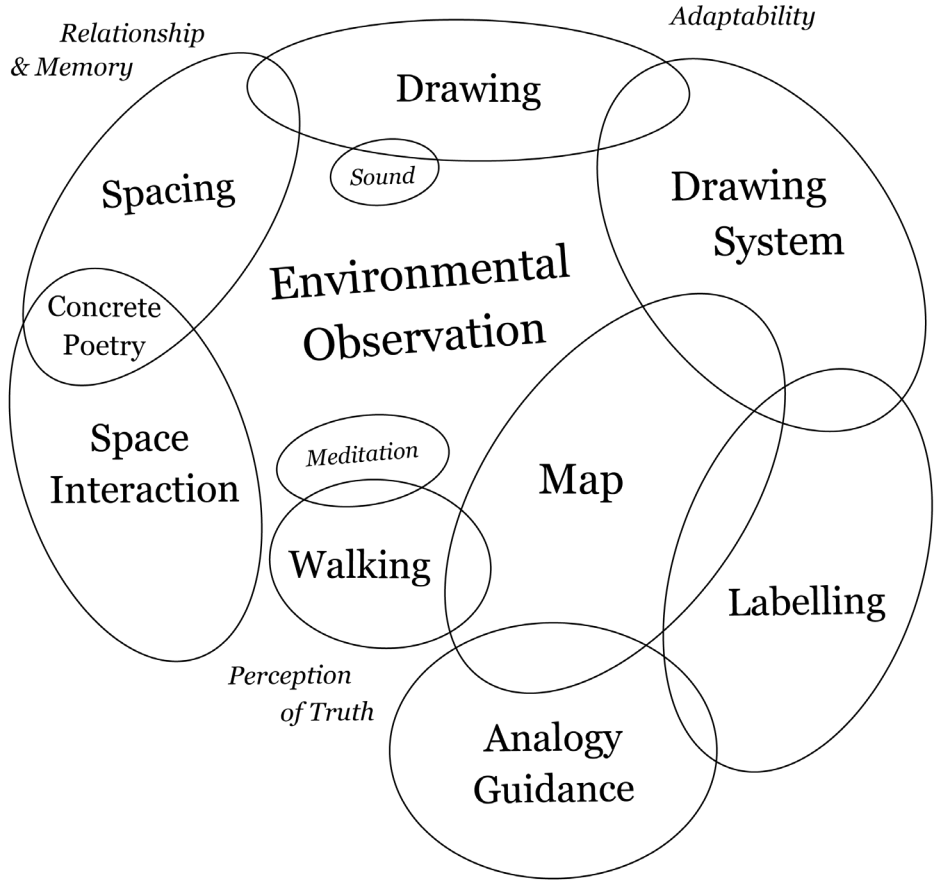 Relationship
& Memory
Adaptability
Drawing
Spacing
Sound
Drawing
System
Environmental
Observation
Concrete
Poetry
Space
Interaction
Meditation
Map
Walking
Labelling
Perception
of Truth
Analogy
Guidance